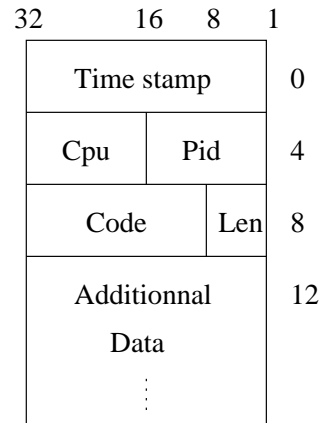 32 16 8 1
Time stamp 0
Cpu Pid 4
Code Len 8
Additionnal 12
Data